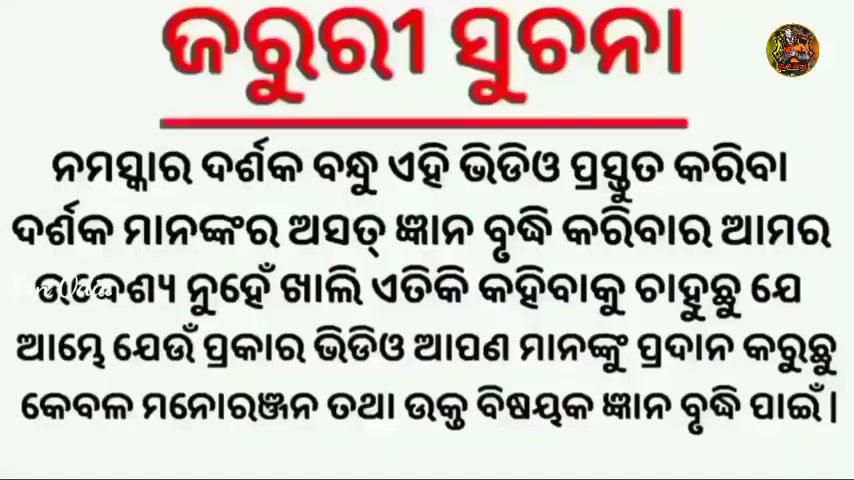 ଜରୁରୀ ସୁଚନା
ନମସ୍କାର ଦର୍ଶକ ବନ୍ଧୁ ଏହି ଭିଡିଓ ପ୍ରସ୍ତୁତ କରିବା
ଦର୍ଶକ ମାନଙ୍କର ଅସତ୍ ଜ୍ଞାନ ବୃଦ୍ଧି କରିବାର ଆମର
ନୁହେଁ ଖାଲି ଏତିକି କହିବାକୁ ଚାହୁଛୁ ଯେ
ଆମ୍ଭେ ଯେଉଁ ପ୍ରକାର ଭିଡିଓ ଆପଣ ମାନଙ୍କୁ ପ୍ରଦାନ କରୁଛୁ
କେବଳ ମନୋରଞ୍ଜନ ତଥା ଉକ୍ତ ବିଷୟକ ଜ୍ଞାନ ବୃଦ୍ଧି ପାଇଁ |